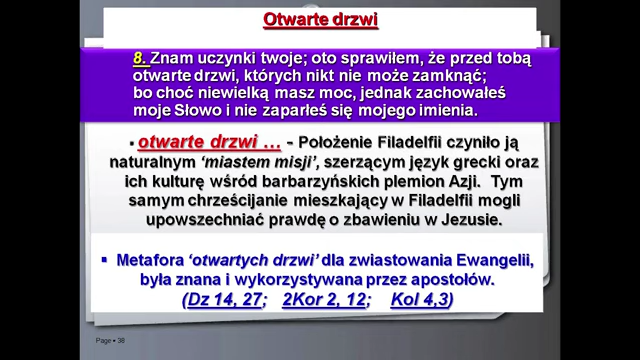 Otwarte drzwi
8. Znam uczynki twoje; oto sprawiłem, że przed tobą
otwarte drzwi, których nikt nie może zamknąć;
bo choć niewielką masz moc, jednak zachowałeś
moje Słowo i nie zaparłeś się mojego imienia.
▪ otwarte drzwi … - Położenie Filadelfii czyniło ją
naturalnym ‘miastem misji’, szerzącym język grecki oraz
ich kulturę wśród barbarzyńskich plemion Azji. Tym
samym chrześcijanie mieszkający w Filadelfii mogli
upowszechniać prawdę o zbawieniu w Jezusie.
▪ Metafora ‘otwartych drzwi’ dla zwiastowania Ewangelii,
była znana i wykorzystywana przez apostołów.
(Dz 14, 27; 2Kor 2, 12; Kol 4,3)
Page ▪ 38